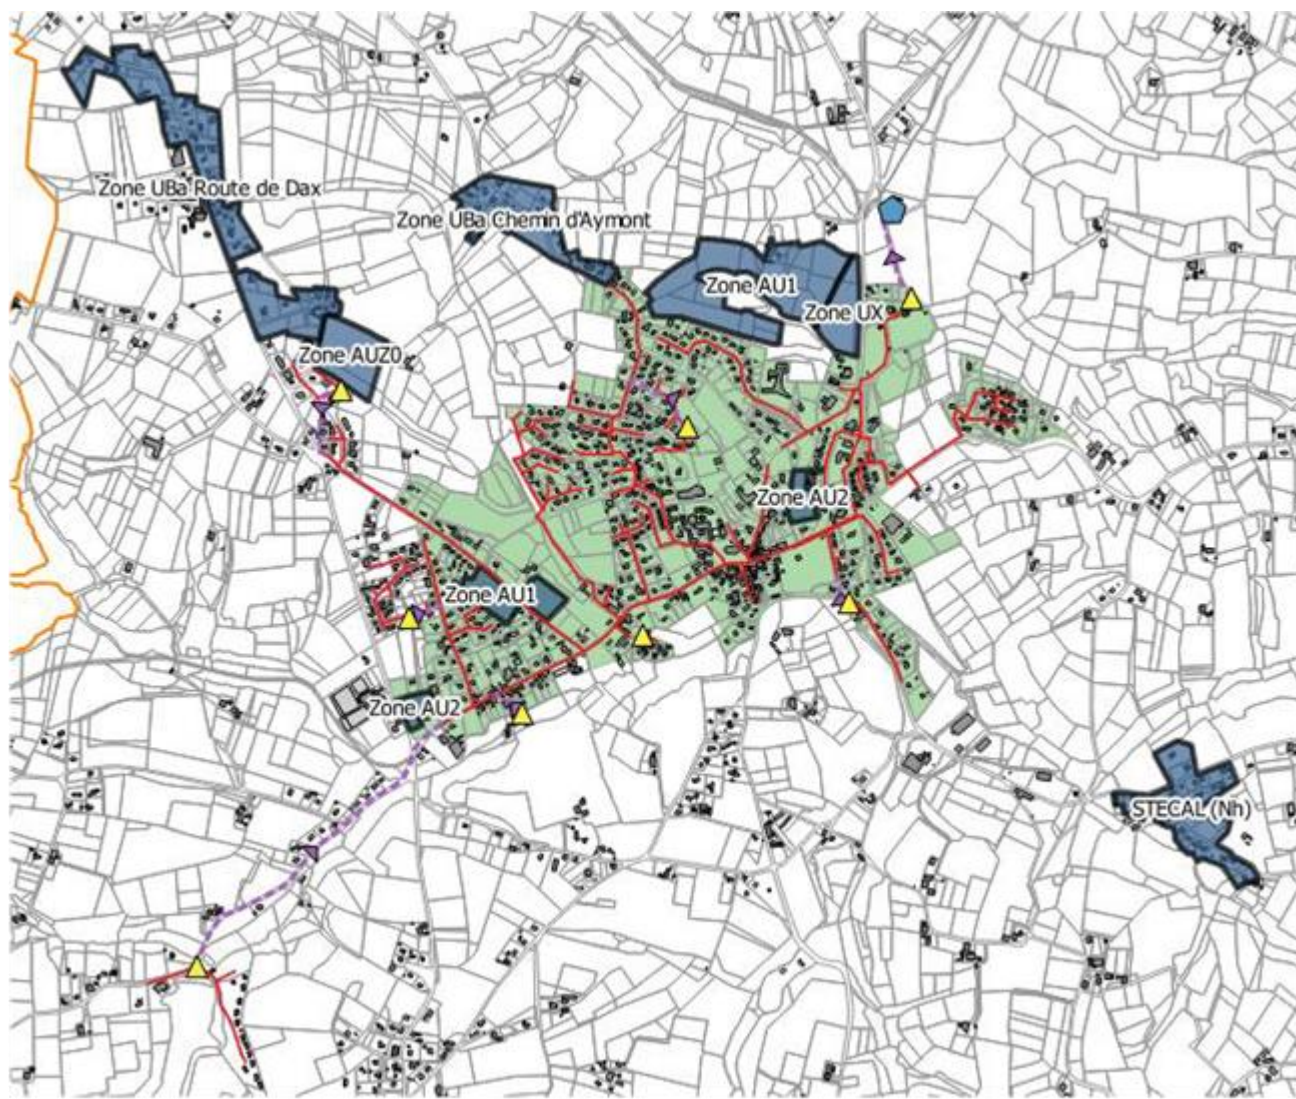 Zone UBa Route de Dax
Zone UBa Chemin d'Aymont
Zone AU1
Zone UX
Zone AUZ0
Zone AU2
Zone AU1
Zone AU2
STECAL (Nh)